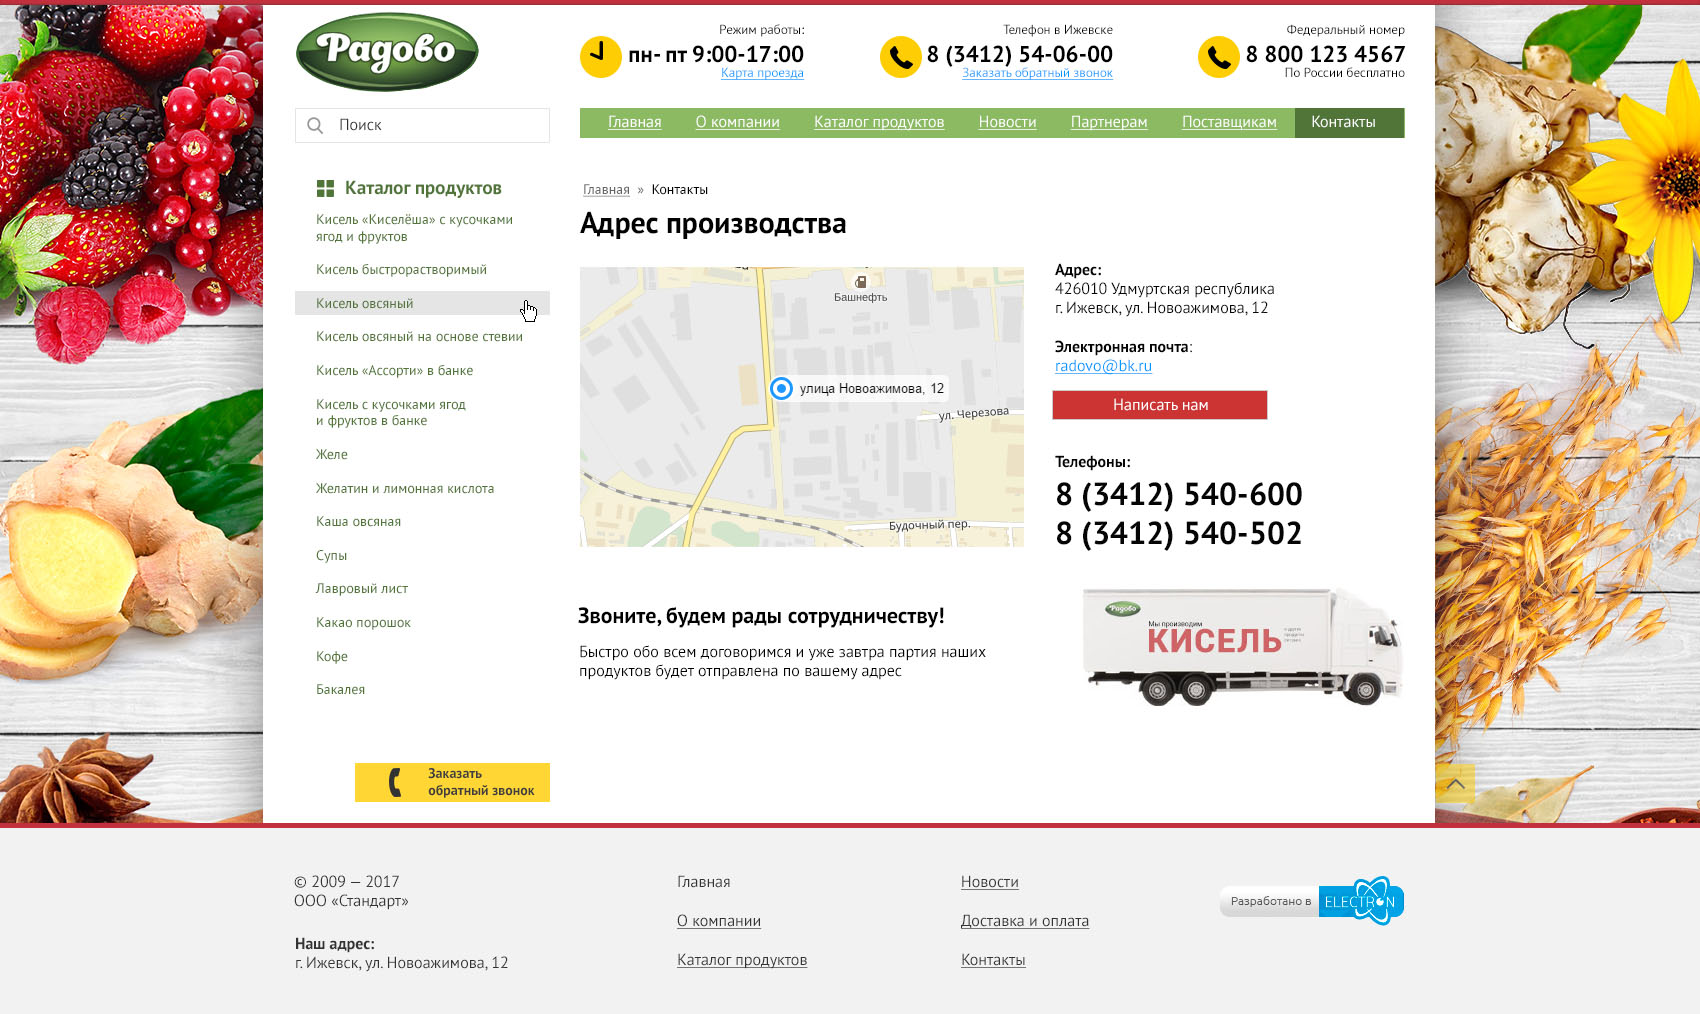 Радово
Режим работы:
пн- пт 9:00-17:00
Карта проезда
Телефон в Ижевске
8 (3412) 54-06-00
Заказать обратный звонок
Федеральный номер
8 800 123 4567
По России бесплатно
Поиск
Главная
О компании
Каталог продуктов
Новости
Партнерам
Поставщикам
Контакты
Каталог продуктов
Кисель «Киселёша» с кусочками
ягод и фруктов
Кисель быстрорастворимый
Кисель овсяный
Кисель овсяный на основе стевии
Кисель «Ассорти» в банке
Кисель с кусочками ягод
и фруктов в банке
Желе
Желатин и лимонная кислота
Каша овсяная
Супы
Лавровый лист
Какао порошок
Кофе
Бакалея
Заказать
обратный звонок
Главная » Контакты
Адрес производства
Башнефть
улица Новоажимова, 12
ул. Черезова
Будочный пер.
Адрес:
426010 Удмуртская республика
г. Ижевск, ул. Новоажимова, 12
Электронная почта:
radovo@bk.ru
Написать нам
Телефоны:
8 (3412) 540-600
8 (3412) 540-502
Звоните, будем рады сотрудничеству!
Быстро обо всем договоримся и уже завтра партия наших
продуктов будет отправлена по вашему адрес
Радово
Мы производим
КИСЕЛЬ
© 2009 — 2017
ООО «Стандарт»
Наш адрес:
г. Ижевск, ул. Новоажимова, 12
Главная
О компании
Каталог продуктов
Новости
Доставка и оплата
Контакты
Разработано в
ELECTRON